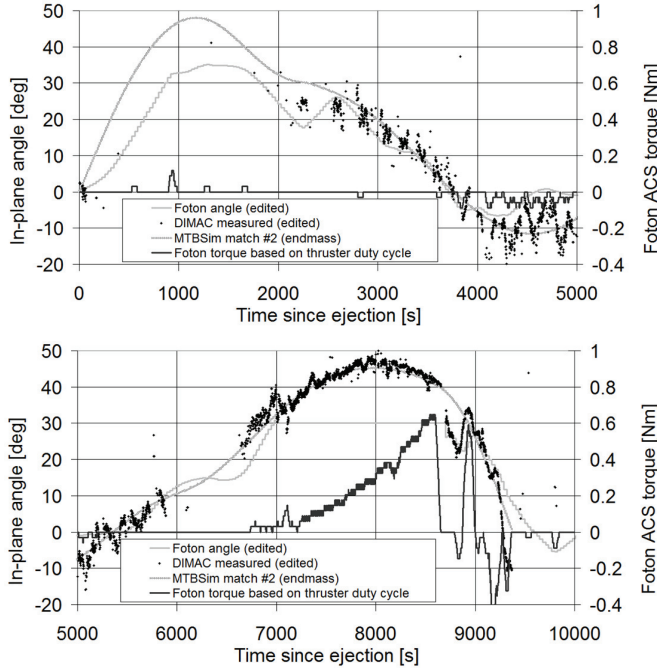 50 1
40 0.8
30 0.6
20 0.4
10 0.2
0 0
-10 -0.2
-20 -0.4
In-plane angle [deg]
Foton ACS torque [Nm]
Foton angle (edited)
DIMAC measured (edited)
MTBSim match #2 (endmass)
Foton torque based on thruster duty cycle
0 1000 2000 3000 4000 5000
Time since ejection [s]
50 1
40 0.8
30 0.6
20 0.4
10 0.2
0 0
-10 -0.2
-20 -0.4
In-plane angle [deg]
Foton ACS torque [Nm]
Foton angle (edited)
DIMAC measured (edited)
MTBSim match #2 (endmass)
Foton torque based on thruster duty cycle
5000 6000 7000 8000 9000 10000
Time since ejection [s]